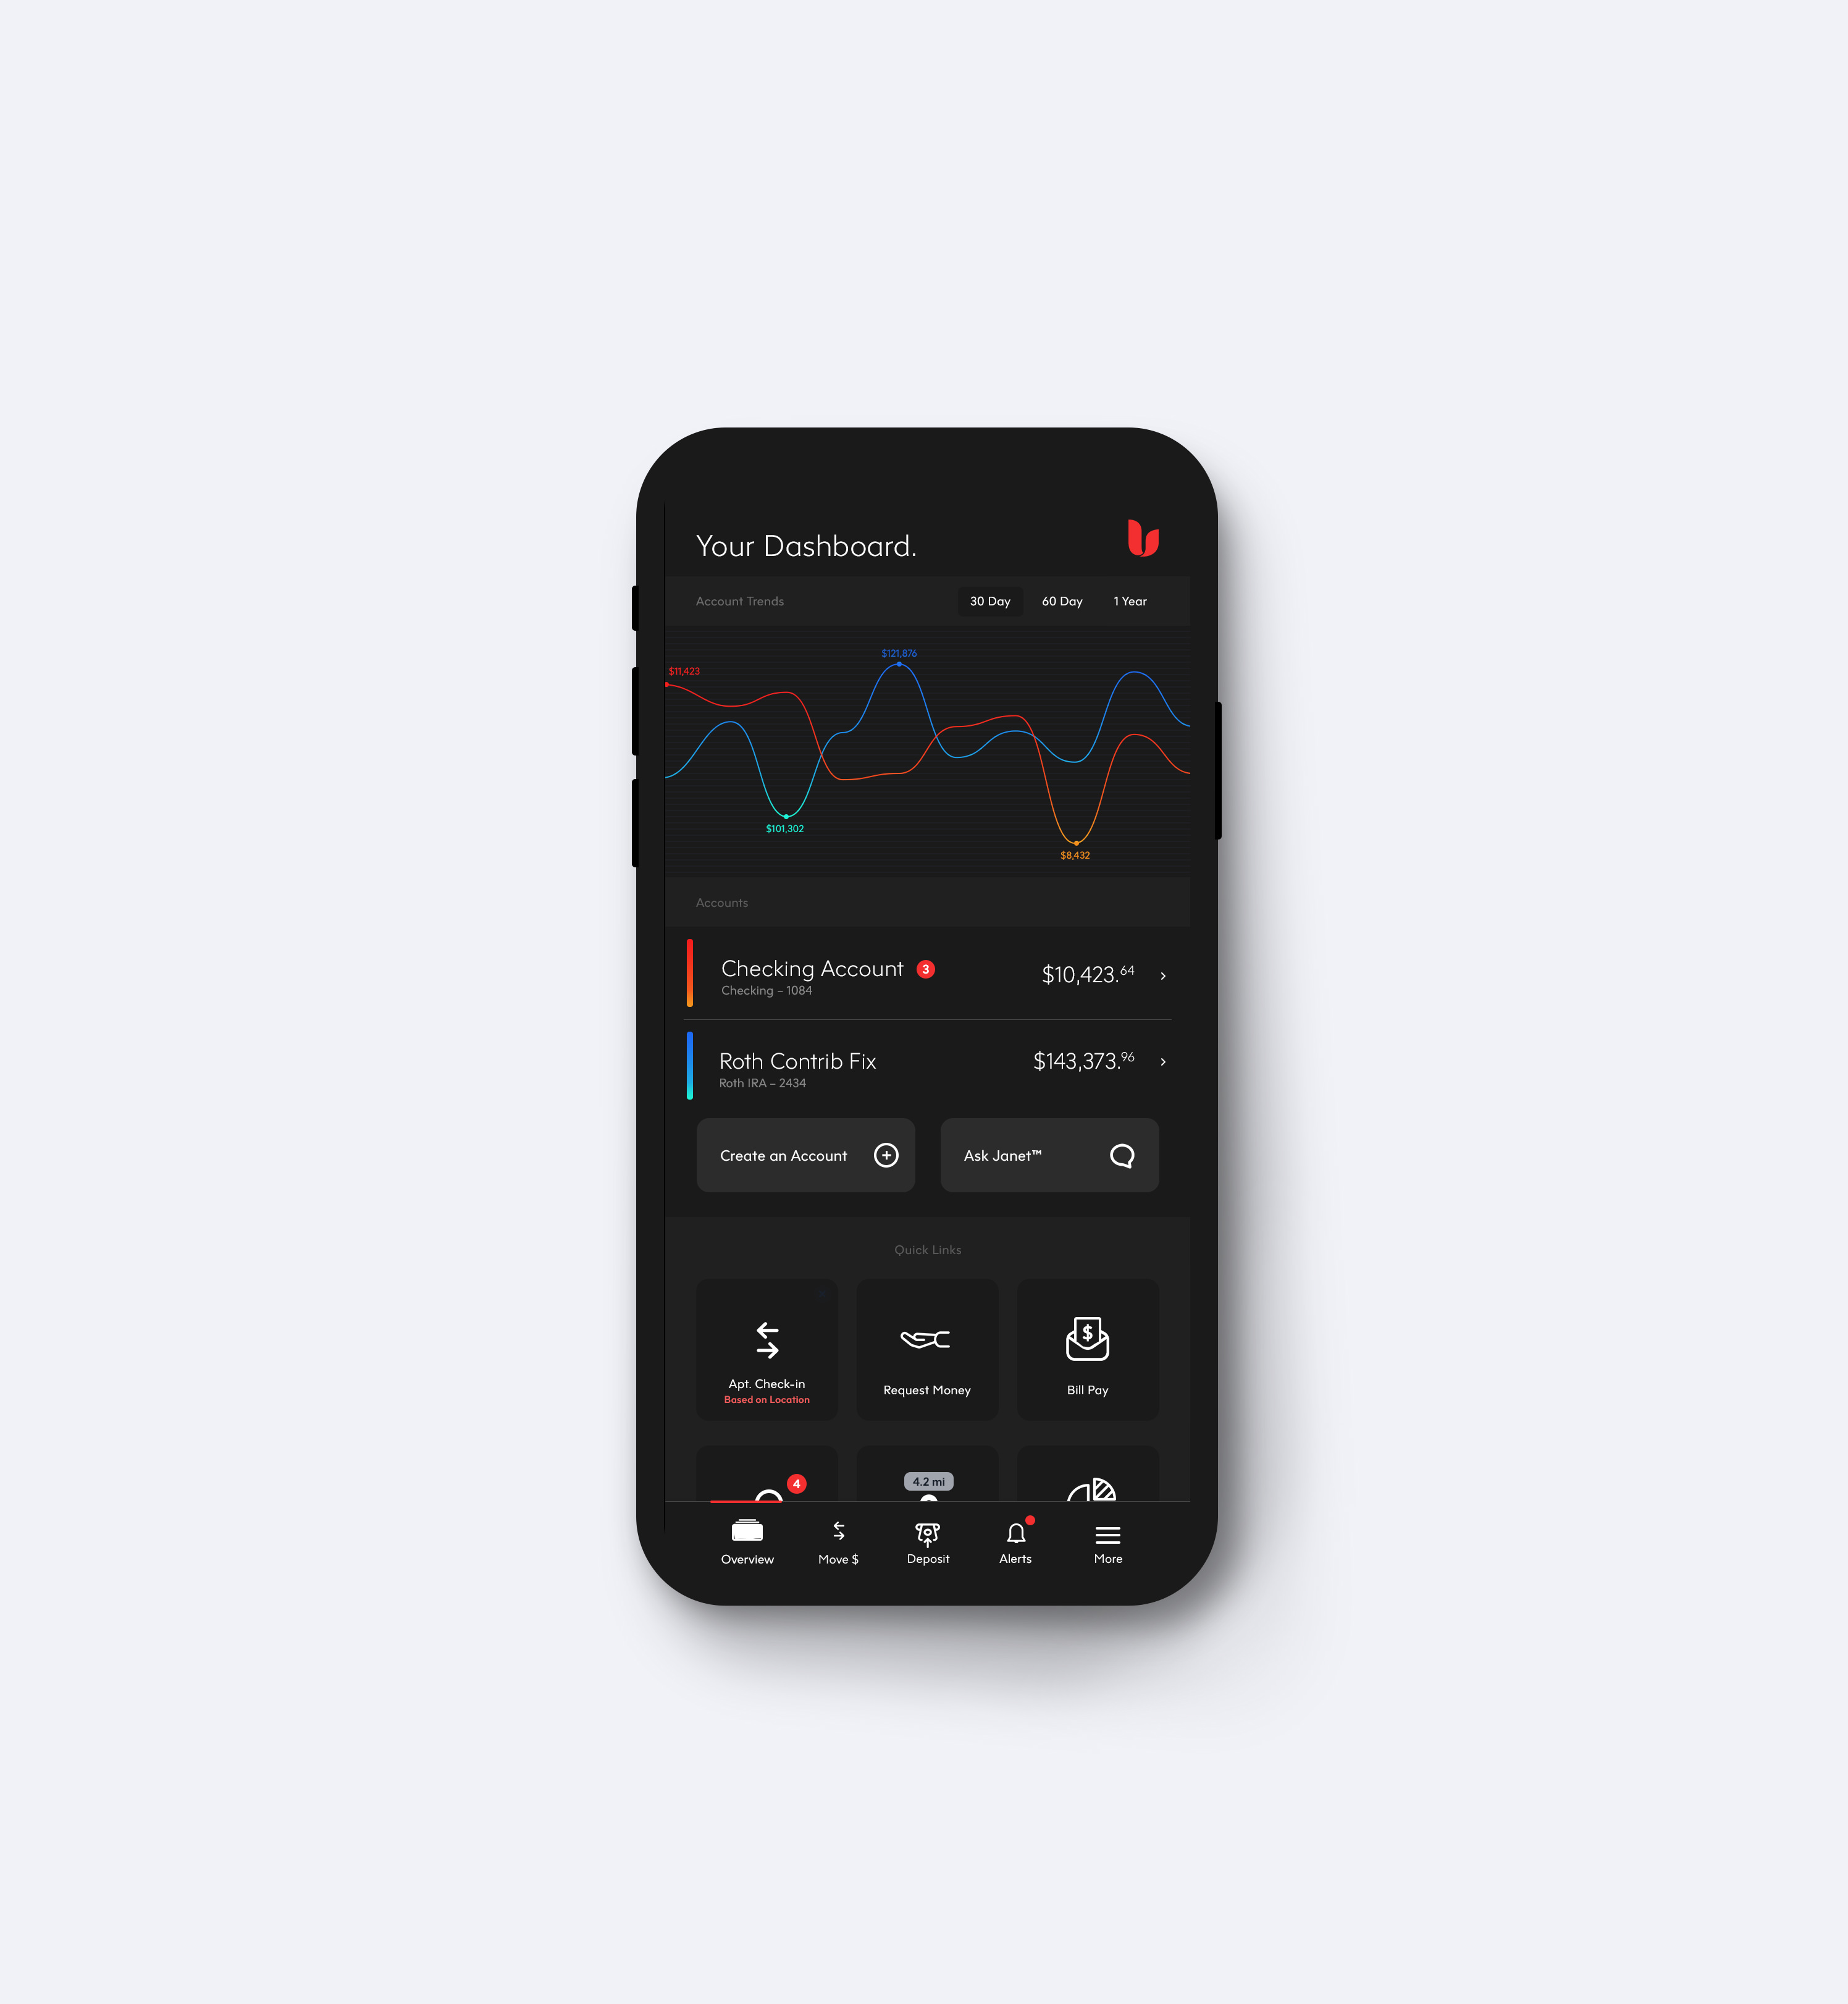 Your Dashboard.
Account Trends 30 Day 60 Day 1 Year
$121,876
$11,423
$101,302
$8,432
Accounts
Checking Account 3
Checking – 1084
$10,423.64
Roth Contrib Fix
Roth IRA – 2434
$143,373.96
Create an Account
Ask Janet™
Quick Links
Apt. Check-in
Based on Location
Request Money
$
Bill Pay
4
4.2 mi
Overview
Move $
Deposit
Alerts
More